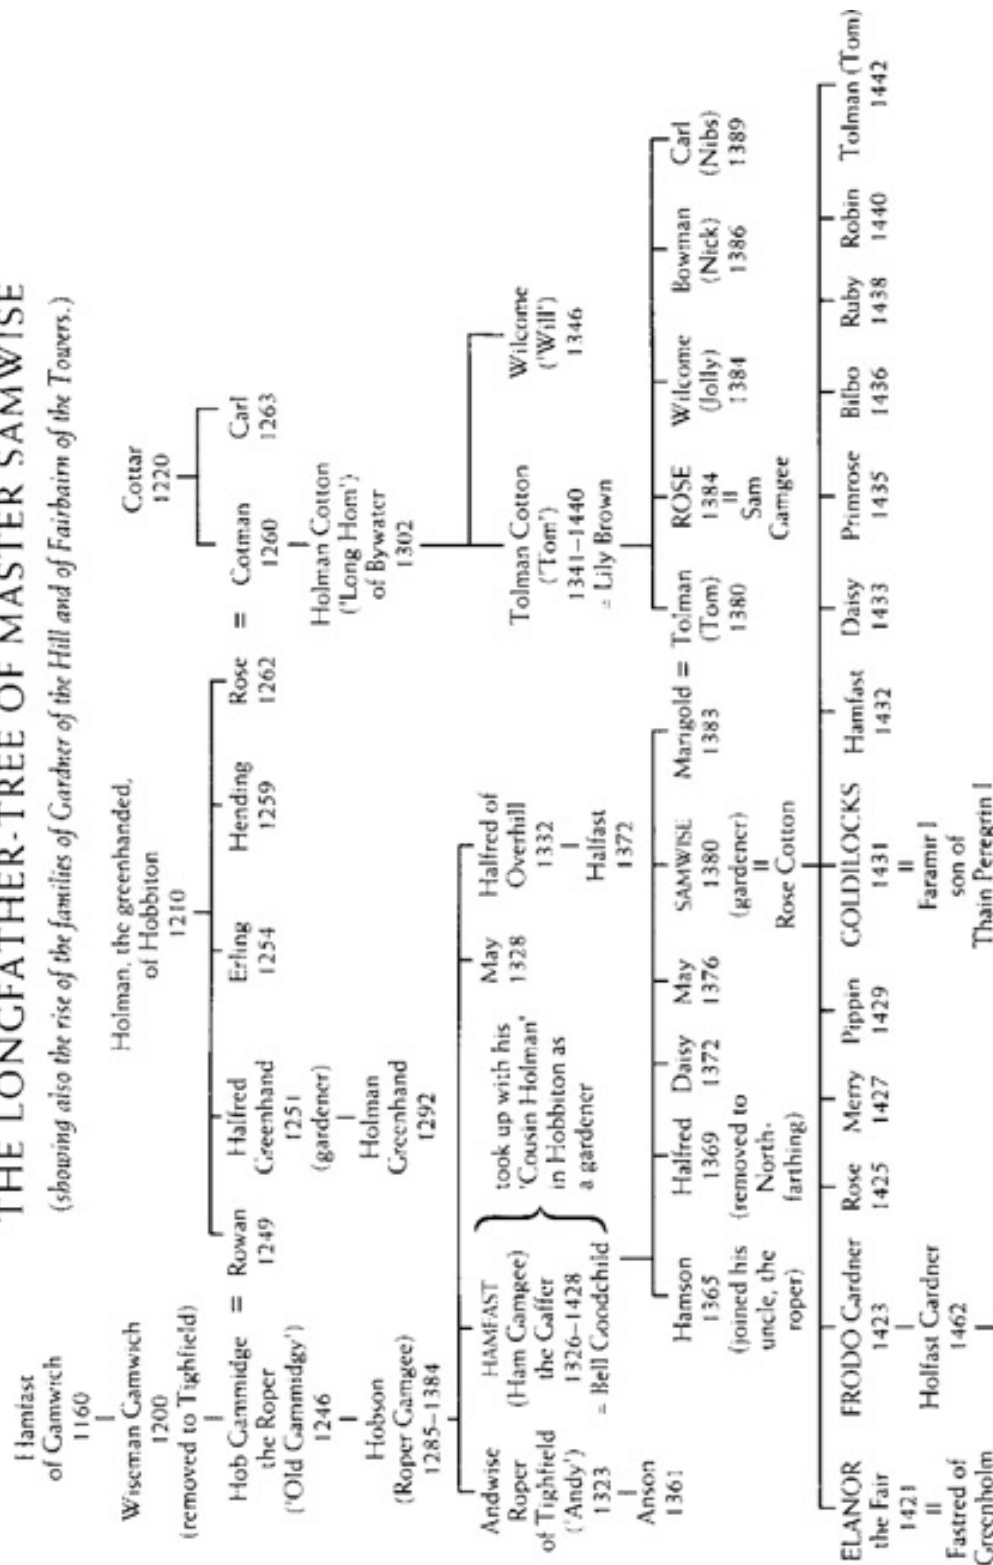 THE LONGFATHER-TREE OF MASTER SAMWISE
(showing also the rise of the families of Gardner of the Hill and of Fairbairn of the Towers.)
Hamfast
of Gamwich
1160
Wiseman Gamwich
1200
(removed to Tighfield)
Holman, the greenhanded,
of Hobbiton
1210
Cottar
1220
Hob Gammidge
the Roper
('Old Gammidgy')
1246
=
Rowan
1249
Halfred
Greenhand
1251
(gardener)
Erling
1254
Hending
1259
Rose
1262
=
Cotman
1260
Carl
1263
Hobson
(Roper Gamgee)
1285–1384
Holman
Greenhand
1292
Holman Cotton
('Long Hom')
of Bywater
1302
Andwise
Roper
of Tighfield
('Andy')
1323
HAMFAST
(Ham Gamgee)
the Gaffer
1326–1428
= Bell Goodchild
took up with his
'Cousin Holman'
in Hobbiton as
a gardener
May
1328
Halfred of
Overhill
1332
Tolman Cotton
('Tom')
1341–1440
= Lily Brown
Wilcome
('Will')
1346
Anson
1361
Halfast
1372
Hamson
1365
(joined his
uncle, the
roper)
Halfred
1369
(removed to
North-
farthing)
Daisy
1372
May
1376
SAMWISE
1380
(gardener)
=
Rose Cotton
Marigold
1383
=
Tolman
(Tom)
1380
ROSE
1384
=
Sam
Gamgee
Wilcome
(Jolly)
1384
Bowman
(Nick)
1386
Carl
(Nibs)
1389
ELANOR
the Fair
1421
=
Fastred of
Greenholm
FRODO Gardner
1423
Holfast Gardner
1462
Rose
1425
Merry
1427
Pippin
1429
GOLDILOCKS
1431
=
Faramir I
son of
Thain Peregrin I
Hamfast
1432
Daisy
1433
Primrose
1435
Bilbo
1436
Ruby
1438
Robin
1440
Tolman (Tom)
1442